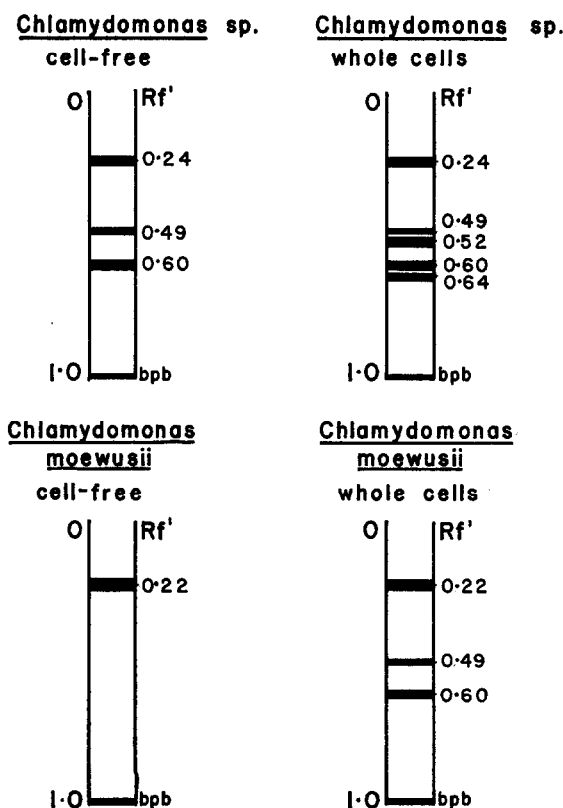 Chlamydomonas sp.
cell-free
0 Rf'
0·24
0·49
0·60
1·0 bpb
Chlamydomonas sp.
whole cells
0 Rf'
0·24
0·49
0·52
0·60
0·64
1·0 bpb
Chlamydomonas
moewusii
cell-free
0 Rf'
0·22
1·0 bpb
Chlamydomonas
moewusii
whole cells
0 Rf'
0·22
0·49
0·60
1·0 bpb